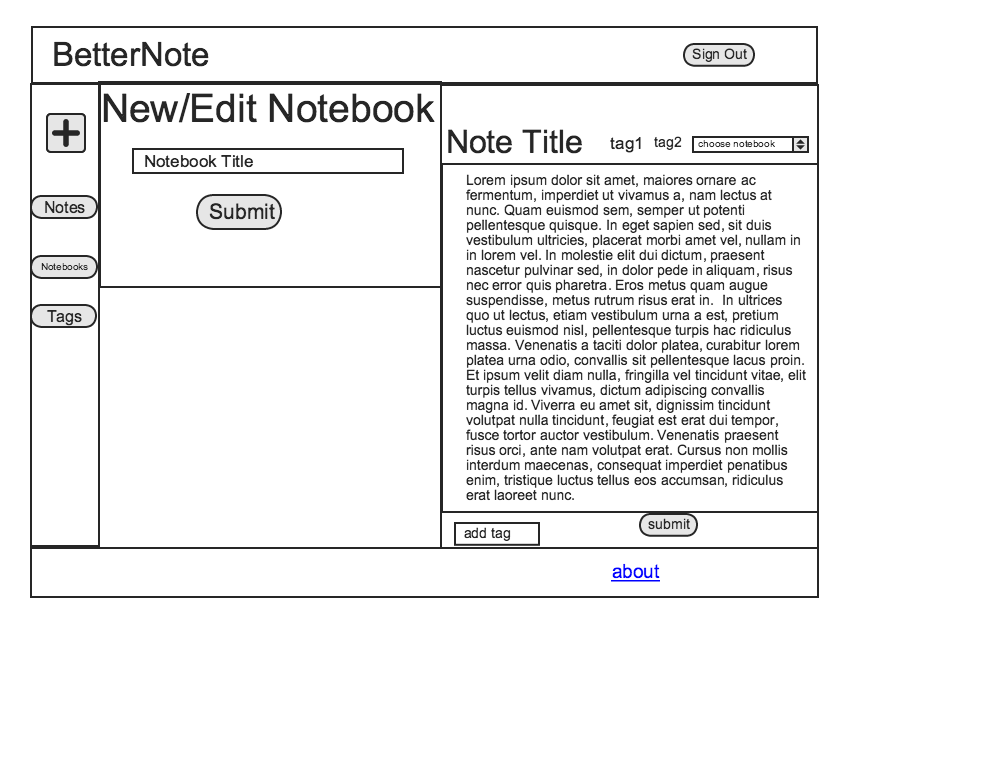 BetterNote
Sign Out
New/Edit Notebook
Notebook Title
Submit
Notes
Notebooks
Tags
Note Title
tag1
tag2
choose notebook
Lorem ipsum dolor sit amet, maiores ornare ac
fermentum, imperdiet ut vivamus a, nam lectus at
nunc. Quam euismod sem, semper ut potenti
pellentesque quisque. In eget sapien sed, sit duis
vestibulum ultricies, placerat morbi amet vel, nullam in
in lorem vel. In molestie elit dui dictum, praesent
nascetur pulvinar sed, in dolor pede in aliquam, risus
nec error quis pharetra. Eros metus quam augue
suspendisse, metus rutrum risus erat in.  In ultrices
quo ut lectus, etiam vestibulum urna a est, pretium
luctus euismod nisl, pellentesque turpis hac ridiculus
massa. Venenatis a taciti dolor platea, curabitur lorem
platea urna odio, convallis sit pellentesque lacus proin.
Et ipsum velit diam nulla, fringilla vel tincidunt vitae, elit
turpis tellus vivamus, dictum adipiscing convallis
magna id. Viverra eu amet sit, dignissim tincidunt
volutpat nulla tincidunt, feugiat est erat dui tempor,
fusce tortor auctor vestibulum. Venenatis praesent
risus orci, ante nam volutpat erat. Cursus non mollis
interdum maecenas, consequat imperdiet penatibus
enim, tristique luctus tellus eos accumsan, ridiculus
erat laoreet nunc.
add tag
submit
about